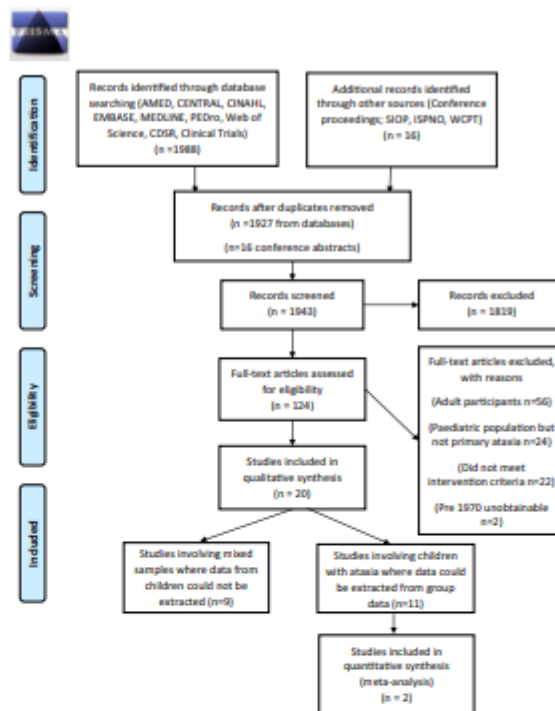 PRISMA
Identification
Records identified through database
searching (AMED, CENTRAL, CINAHL,
EMBASE, MEDLINE, PEDro, Web of
Science, CDSR, Clinical Trials)
(n =1988)
Additional records identified
through other sources (Conference
proceedings; SIOP, ISPNO, WCPT)
(n = 16)
Records after duplicates removed
(n =1927 from databases)
(n=16 conference abstracts)
Screening
Records screened
(n = 1943)
Records excluded
(n = 1819)
Eligibility
Full-text articles assessed
for eligibility
(n = 124)
Full-text articles excluded,
with reasons
(Adult participants n=56)
(Paediatric population but
not primary ataxia n=24)
(Did not meet
intervention criteria n=22)
(Pre 1970 unobtainable
n=2)
Studies included in
qualitative synthesis
(n = 20)
Included
Studies involving mixed
samples where data from
children could not be
extracted (n=9)
Studies involving children
with ataxia where data could
be extracted from group
data (n=11)
Studies included in
quantitative synthesis
(meta-analysis)
(n = 2)